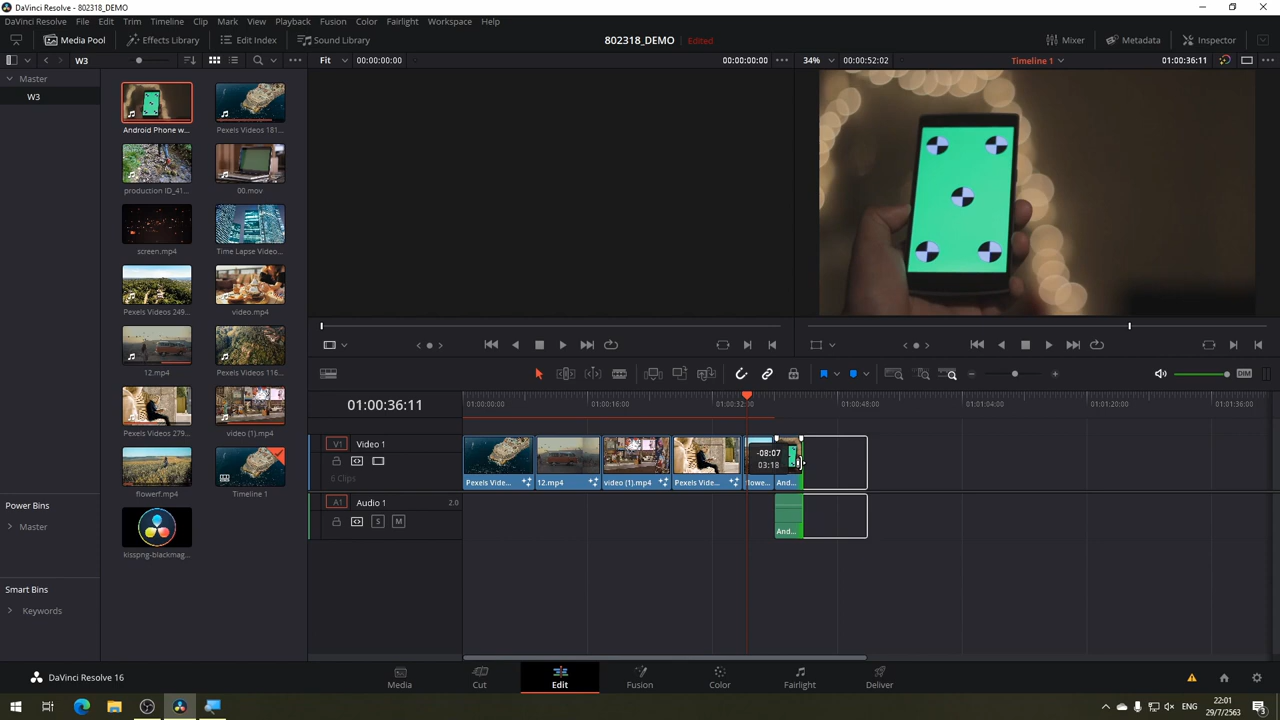 DaVinci Resolve - 802318_DEMO
DaVinci Resolve File Edit Trim Timeline Clip Mark View Playback Fusion Color Fairlight Workspace Help
Media Pool Effects Library Edit Index Sound Library 802318_DEMO Edited Mixer Metadata Inspector
W3 Fit 00:00:00:00 00:00:00:00 34% 00:00:52:02 Timeline 1 01:00:36:11
Master
W3
Android Phone w... Pexels Videos 181...
production ID_41... 00.mov
screen.mp4 Time Lapse Video...
Pexels Videos 249... video.mp4
12.mp4 Pexels Videos 116...
Pexels Videos 279... video (1).mp4
flowerf.mp4 Timeline 1
kisspng-blackmag...
Power Bins
Master
Smart Bins
Keywords
DIM
01:00:36:11
01:00:00:00 01:00:16:00 01:00:32:00 01:00:48:00 01:01:04:00 01:01:20:00 01:01:36:00
V1 Video 1
6 Clips
-08:07
03:18
Pexels Vide... 12.mp4 video (1).mp4 Pexels Vide... flowe... And...
A1 Audio 1 2.0
S M
And...
DaVinci Resolve 16
Media Cut Edit Fusion Color Fairlight Deliver
ENG
22:01
29/7/2563
3